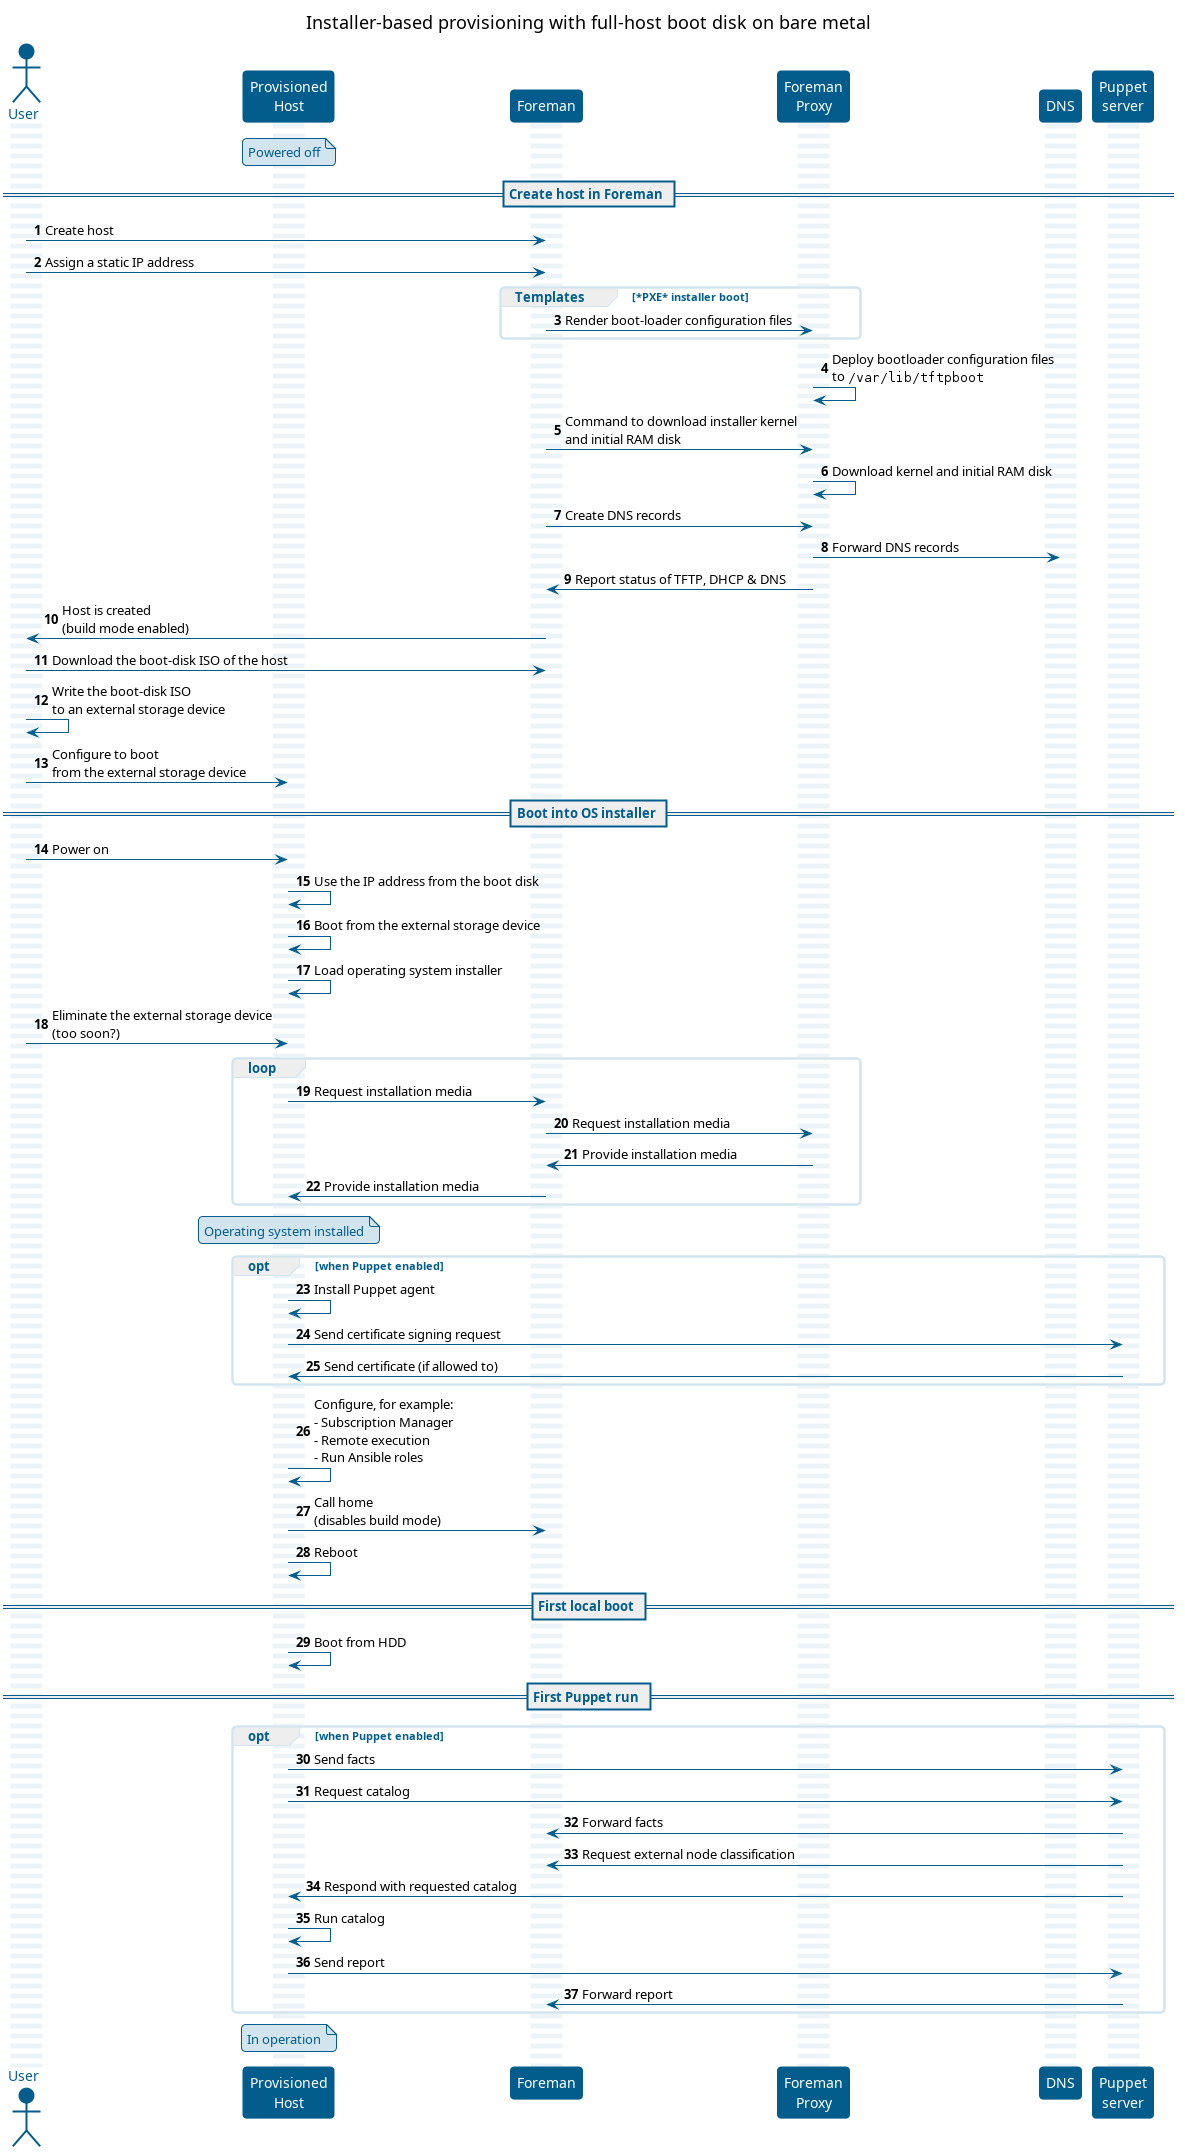 Installer-based provisioning with full-host boot disk on bare metal
User
Provisioned
Host
Foreman
Foreman
Proxy
DNS
Puppet
server
Powered off
Create host in Foreman
1 Create host
2 Assign a static IP address
Templates [*PXE* installer boot]
3 Render boot-loader configuration files
4 Deploy bootloader configuration files
to /var/lib/tftpboot
5 Command to download installer kernel
and initial RAM disk
6 Download kernel and initial RAM disk
7 Create DNS records
8 Forward DNS records
9 Report status of TFTP, DHCP & DNS
10 Host is created
(build mode enabled)
11 Download the boot-disk ISO of the host
12 Write the boot-disk ISO
to an external storage device
13 Configure to boot
from the external storage device
Boot into OS installer
14 Power on
15 Use the IP address from the boot disk
16 Boot from the external storage device
17 Load operating system installer
18 Eliminate the external storage device
(too soon?)
loop
19 Request installation media
20 Request installation media
21 Provide installation media
22 Provide installation media
Operating system installed
opt [when Puppet enabled]
23 Install Puppet agent
24 Send certificate signing request
25 Send certificate (if allowed to)
26 Configure, for example:
- Subscription Manager
- Remote execution
- Run Ansible roles
27 Call home
(disables build mode)
28 Reboot
First local boot
29 Boot from HDD
First Puppet run
opt [when Puppet enabled]
30 Send facts
31 Request catalog
32 Forward facts
33 Request external node classification
34 Respond with requested catalog
35 Run catalog
36 Send report
37 Forward report
In operation
User
Provisioned
Host
Foreman
Foreman
Proxy
DNS
Puppet
server